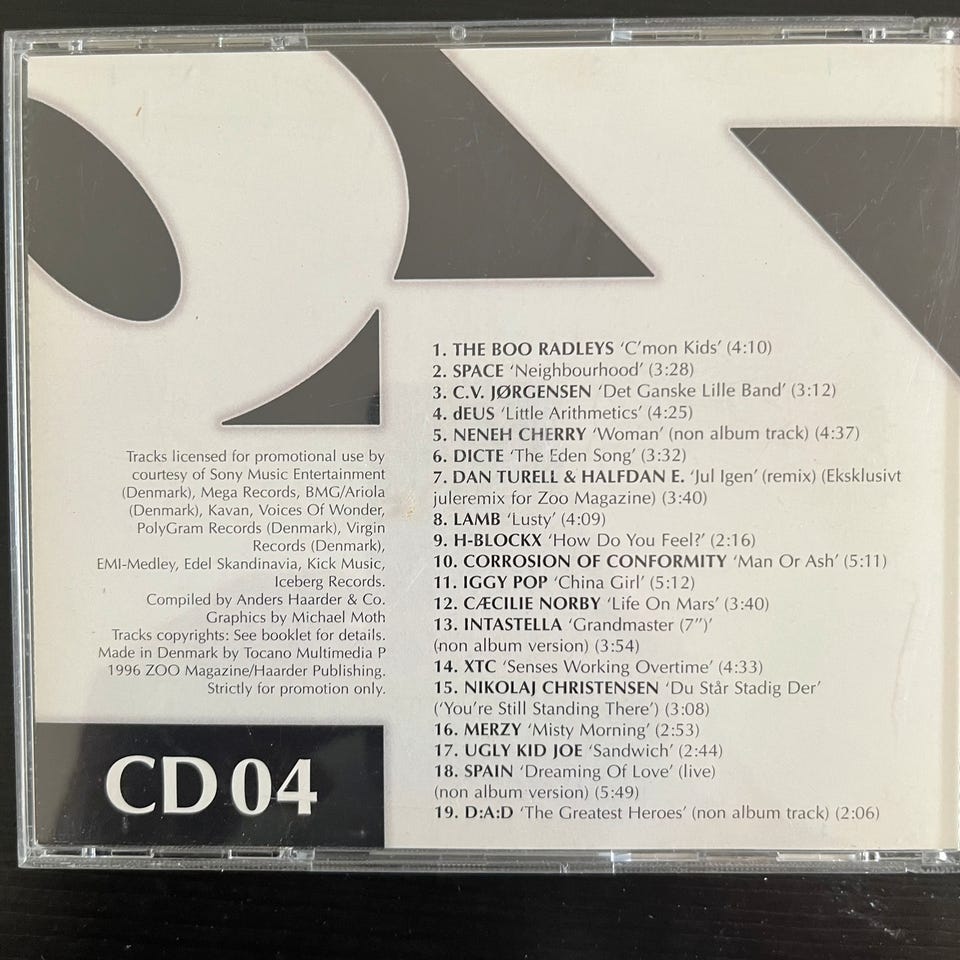 1. THE BOO RADLEYS ‘C’mon Kids’ (4:10)
2. SPACE ‘Neighbourhood’ (3:28)
3. C.V. JØRGENSEN ‘Det Ganske Lille Band’ (3:12)
4. dEUS ‘Little Arithmetics’ (4:25)
5. NENEH CHERRY ‘Woman’ (non album track) (4:37)
6. DICTE ‘The Eden Song’ (3:32)
7. DAN TURELL & HALFDAN E. ‘Jul Igen’ (remix) (Eksklusivt
juleremix for Zoo Magazine) (3:40)
8. LAMB ‘Lusty’ (4:09)
9. H-BLOCKX ‘How Do You Feel?’ (2:16)
10. CORROSION OF CONFORMITY ‘Man Or Ash’ (5:11)
11. IGGY POP ‘China Girl’ (5:12)
12. CÆCILIE NORBY ‘Life On Mars’ (3:40)
13. INTASTELLA ‘Grandmaster (7”)’
(non album version) (3:54)
14. XTC ‘Senses Working Overtime’ (4:33)
15. NIKOLAJ CHRISTENSEN ‘Du Står Stadig Der’
(‘You’re Still Standing There’) (3:08)
16. MERZY ‘Misty Morning’ (2:53)
17. UGLY KID JOE ‘Sandwich’ (2:44)
18. SPAIN ‘Dreaming Of Love’ (live)
(non album version) (5:49)
19. D:A:D ‘The Greatest Heroes’ (non album track) (2:06)
Tracks licensed for promotional use by
courtesy of Sony Music Entertainment
(Denmark), Mega Records, BMG/Ariola
(Denmark), Kavan, Voices Of Wonder,
PolyGram Records (Denmark), Virgin
Records (Denmark),
EMI-Medley, Edel Skandinavia, Kick Music,
Iceberg Records.
Compiled by Anders Haarder & Co.
Graphics by Michael Moth
Tracks copyrights: See booklet for details.
Made in Denmark by Tocano Multimedia P
1996 ZOO Magazine/Haarder Publishing.
Strictly for promotion only.
CD 04